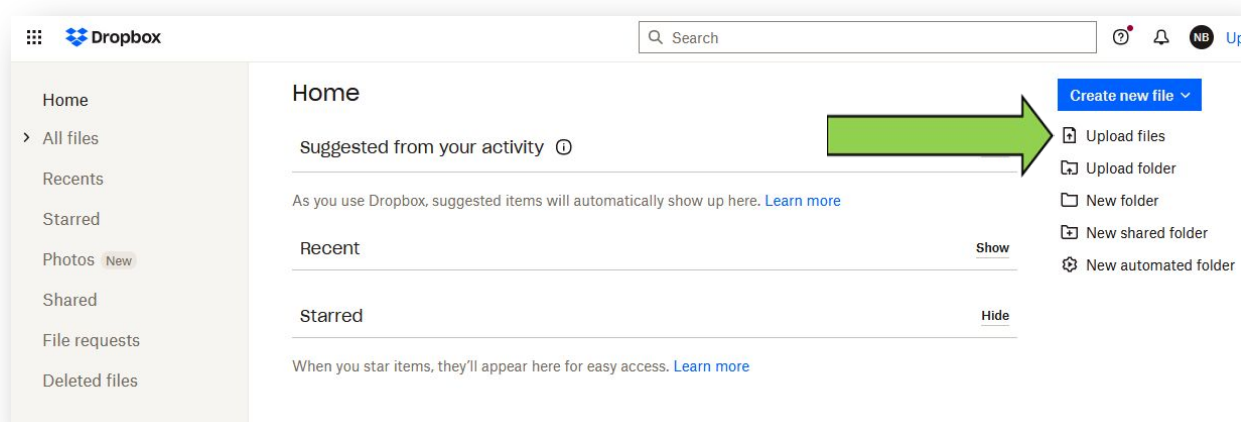 Dropbox
Search
NB
Up
Home
All files
Recents
Starred
Photos New
Shared
File requests
Deleted files
Home
Suggested from your activity
As you use Dropbox, suggested items will automatically show up here. Learn more
Recent
Show
Starred
Hide
When you star items, they’ll appear here for easy access. Learn more
Create new file
Upload files
Upload folder
New folder
New shared folder
New automated folder